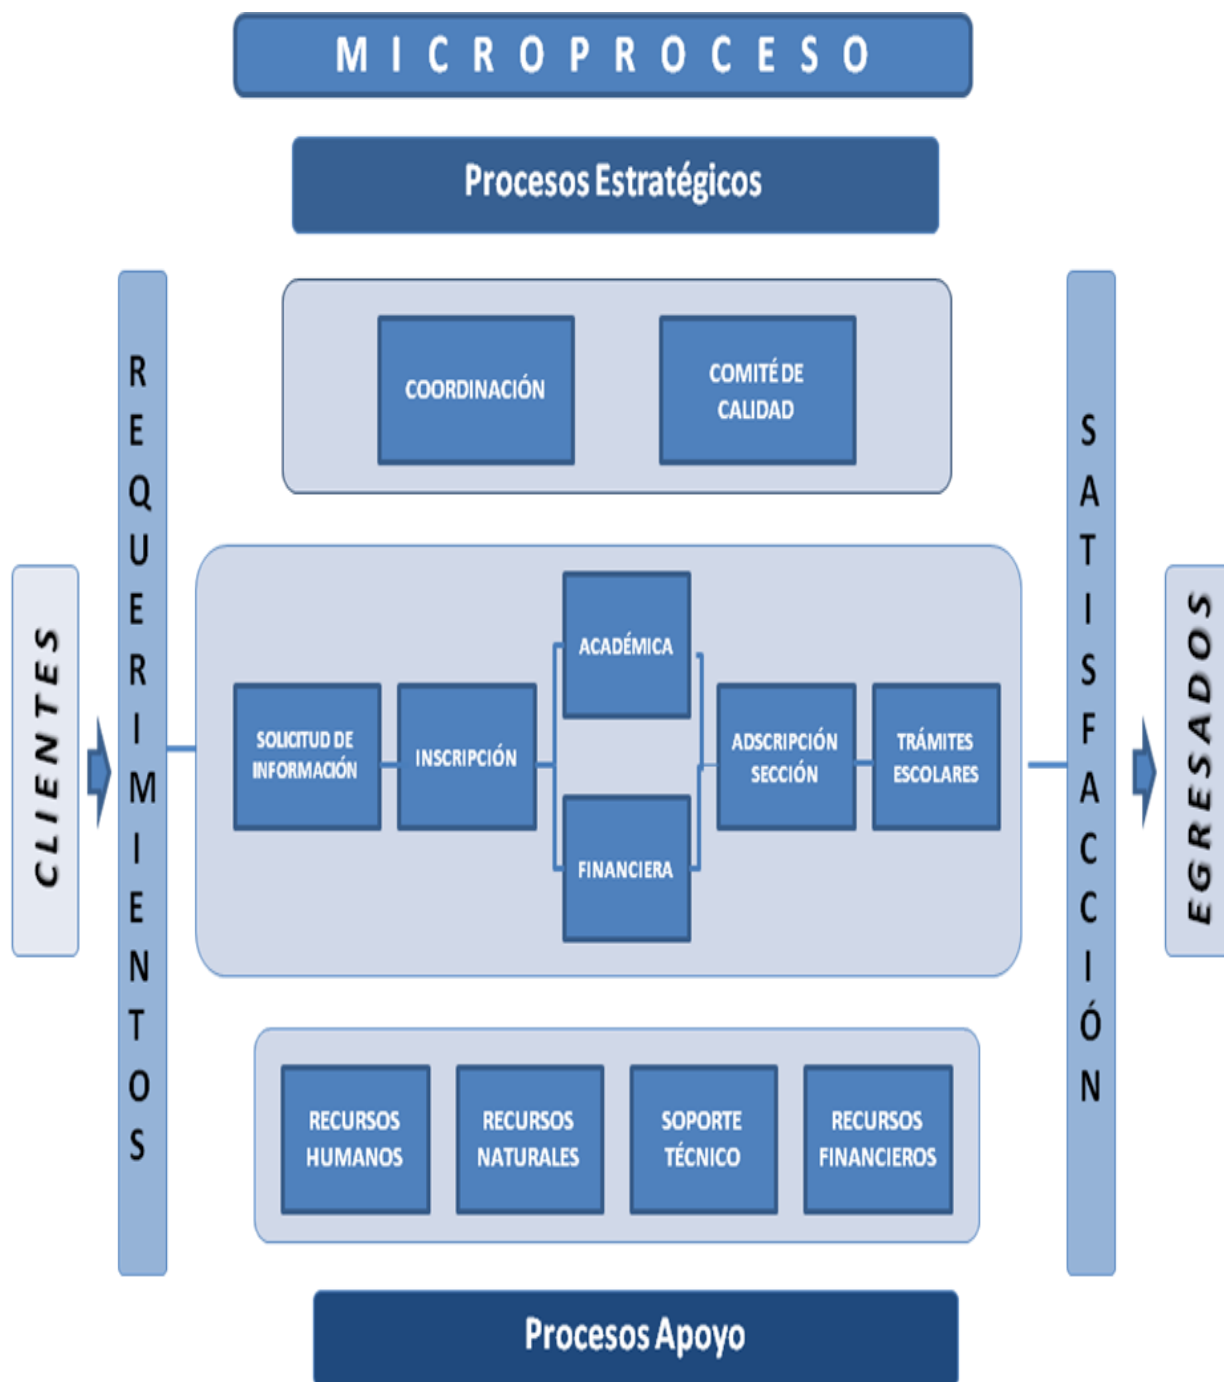 MICROPROCESO
Procesos Estratégicos
CLIENTES
REQUERIMIENTOS
COORDINACIÓN
COMITÉ DE
CALIDAD
SOLICITUD DE
INFORMACIÓN
INSCRIPCIÓN
ACADÉMICA
FINANCIERA
ADSCRIPCIÓN
SECCIÓN
TRÁMITES
ESCOLARES
RECURSOS
HUMANOS
RECURSOS
NATURALES
SOPORTE
TÉCNICO
RECURSOS
FINANCIEROS
SATISFACCIÓN
EGRESADOS
Procesos Apoyo